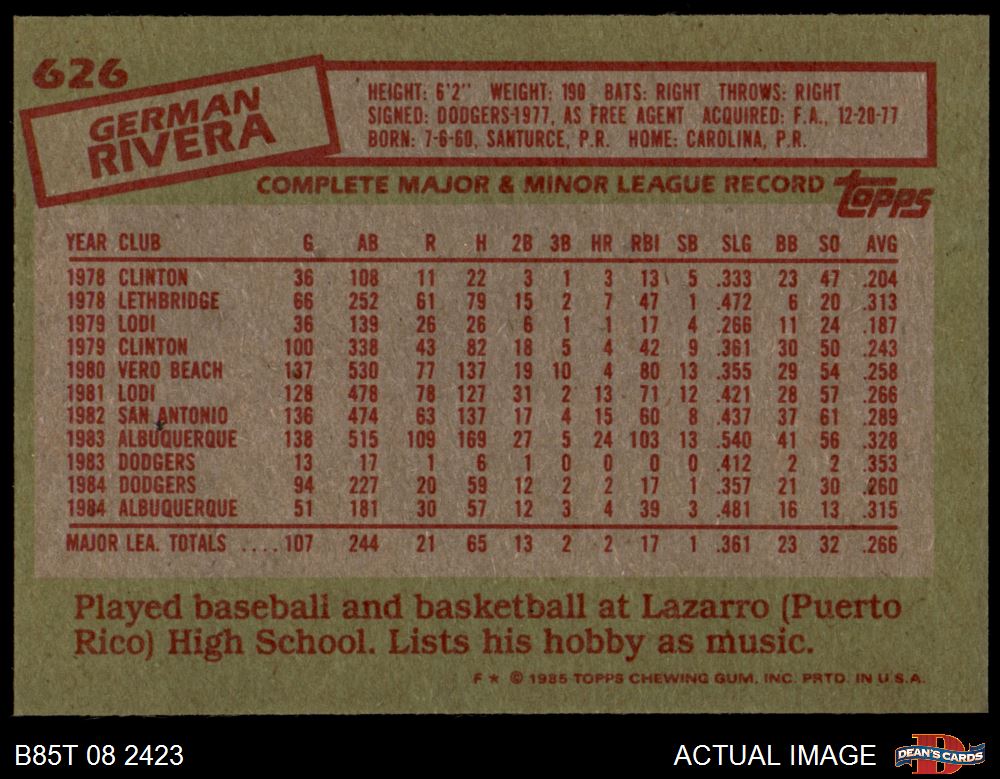 626
GERMAN
RIVERA
HEIGHT: 6'2" WEIGHT: 190 BATS: RIGHT THROWS: RIGHT
SIGNED: DODGERS-1977, AS FREE AGENT ACQUIRED: F.A., 12-20-77
BORN: 7-6-60, SANTURCE, P.R. HOME: CAROLINA, P.R.
COMPLETE MAJOR & MINOR LEAGUE RECORD topps
YEAR CLUB G AB R H 2B 3B HR RBI SB SLG BB SO AVG
1978 CLINTON 36 108 11 22 3 1 3 13 5 .333 23 47 .204
1978 LETHBRIDGE 66 252 61 79 15 2 7 47 1 .472 6 20 .313
1979 LODI 36 139 26 26 6 1 1 17 4 .266 11 24 .187
1979 CLINTON 100 338 43 82 18 5 4 42 9 .361 30 50 .243
1980 VERO BEACH 137 530 77 137 19 10 4 80 13 .355 29 54 .258
1981 LODI 128 478 78 127 31 2 13 71 12 .421 28 57 .266
1982 SAN ANTONIO 136 474 63 137 17 4 15 60 8 .437 37 61 .289
1983 ALBUQUERQUE 138 515 109 169 27 5 24 103 13 .540 41 56 .328
1983 DODGERS 13 17 1 6 1 0 0 0 0 .412 2 2 .353
1984 DODGERS 94 227 20 59 12 2 2 17 1 .357 21 30 .260
1984 ALBUQUERQUE 51 181 30 57 12 3 4 39 3 .481 16 13 .315
MAJOR LEA. TOTALS ....107 244 21 65 13 2 2 17 1 .361 23 32 .266
Played baseball and basketball at Lazarro (Puerto
Rico) High School. Lists his hobby as music.
F * © 1985 TOPPS CHEWING GUM, INC. PRTD. IN U.S.A.
B85T 08 2423 ACTUAL IMAGE DEAN'S CARDS